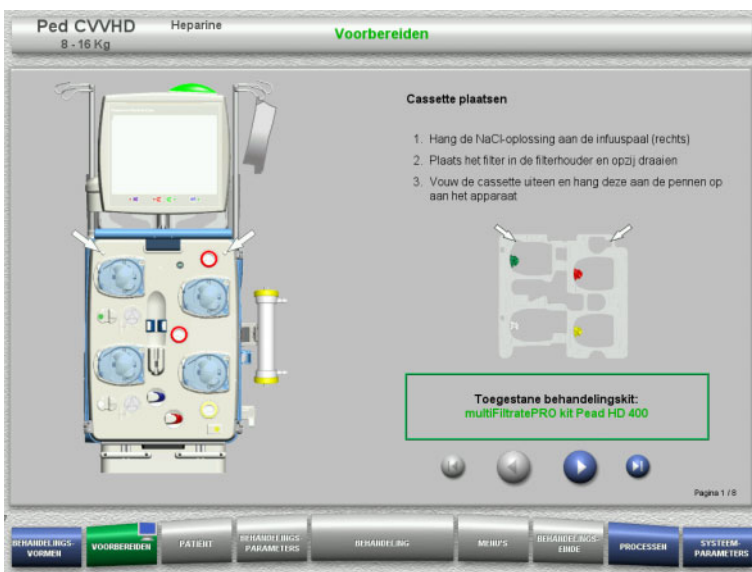 Ped CVVHD Heparine
8 - 16 Kg
Voorbereiden
Cassette plaatsen
1. Hang de NaCl-oplossing aan de infuuspaal (rechts)
2. Plaats het filter in de filterhouder en opzij draaien
3. Vouw de cassette uiteen en hang deze aan de pennen op
aan het apparaat
Toegestane behandelingskit:
multiFiltratePRO kit Pead HD 400
Pagina 1 / 8
BEHANDELINGS-
VORMEN
VOORBEREIDEN
PATIËNT
BEHANDELINGS-
PARAMETERS
BEHANDELING
MENU'S
BEHANDELINGS-
EINDE
PROCESSEN
SYSTEEM-
PARAMETERS